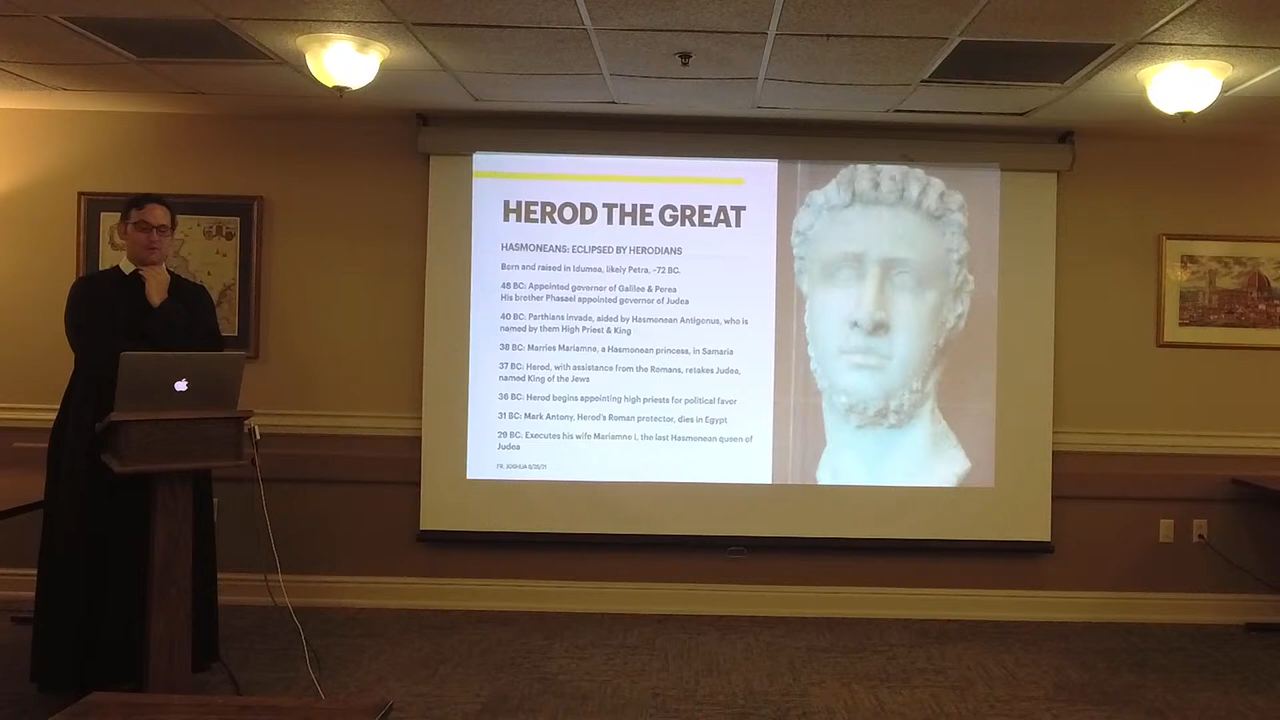 HEROD THE GREAT
HASMONEANS: ECLIPSED BY HERODIANS
Born and raised in Idumea, likely Petra, ~72 BC.
48 BC: Appointed governor of Galilee & Perea
His brother Phasael appointed governor of Judea
40 BC: Parthians invade, aided by Hasmonean Antigonus, who is
named by them High Priest & King
38 BC: Marries Mariamne, a Hasmonean princess, in Samaria
37 BC: Herod, with assistance from the Romans, retakes Judea,
named King of the Jews
36 BC: Herod begins appointing high priests for political favor
31 BC: Mark Antony, Herod's Roman protector, dies in Egypt
29 BC: Executes his wife Mariamne I, the last Hasmonean queen of
Judea
FR. JOSHUA